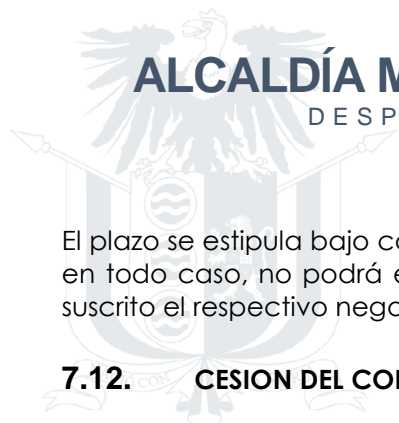 ALCALDÍA M
DESP
El plazo se estipula bajo co
en todo caso, no podrá e
suscrito el respectivo nego
7.12. CESION DEL CO